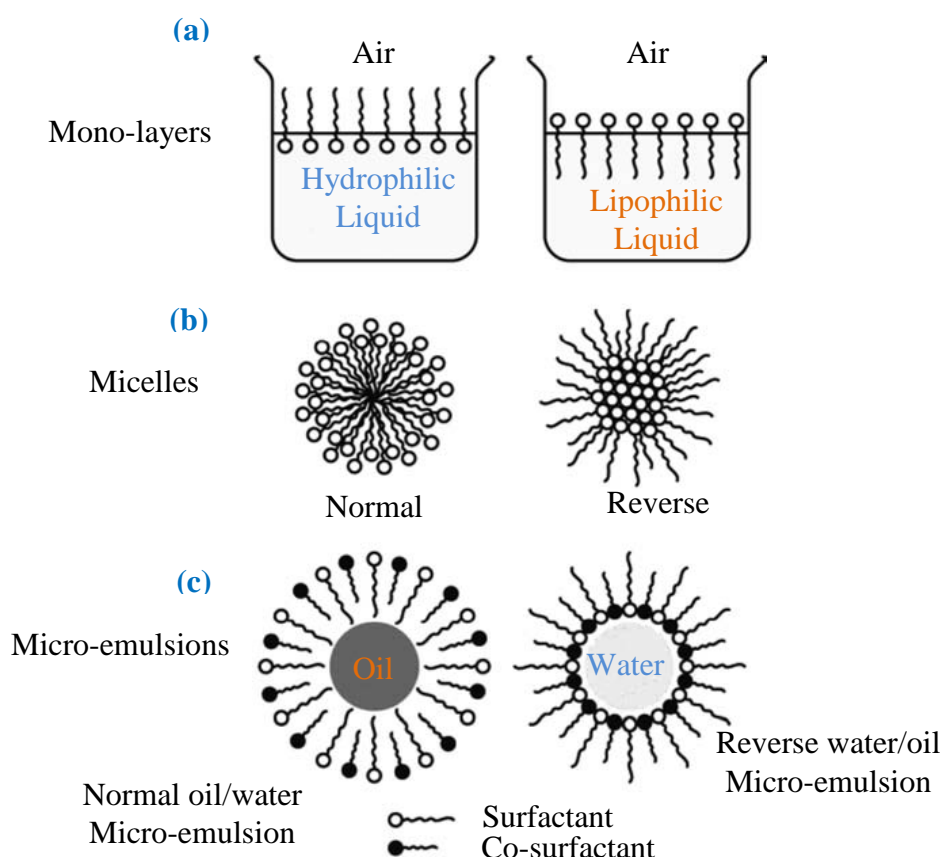 (a)
Air
Air
Mono-layers
Hydrophilic
Liquid
Lipophilic
Liquid
(b)
Micelles
Normal
Reverse
(c)
Micro-emulsions
Oil
Water
Normal oil/water
Micro-emulsion
Reverse water/oil
Micro-emulsion
Surfactant
Co-surfactant